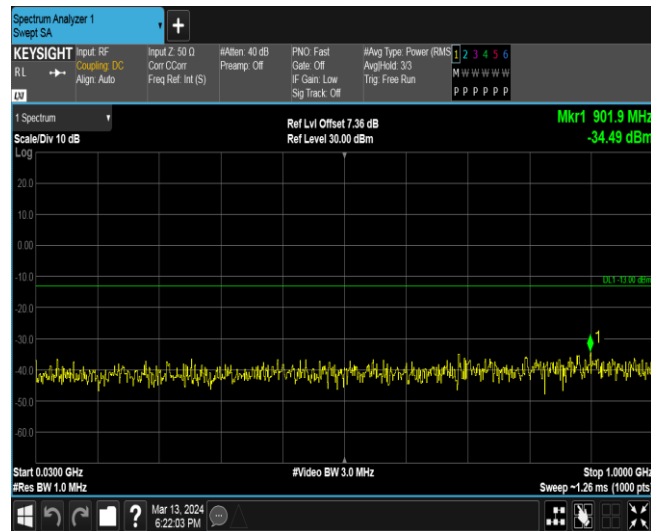 Spectrum Analyzer 1
Swept SA
+
KEYSIGHT
RL
LXI
Input: RF
Coupling: DC
Align: Auto
Input Z: 50 Ω
Corr CCorr
Freq Ref: Int (S)
#Atten: 40 dB
Preamp: Off
PNO: Fast
Gate: Off
IF Gain: Low
Sig Track: Off
#Avg Type: Power (RMS
Avg|Hold: 3/3
Trig: Free Run
1 2 3 4 5 6
M W W W W W
P P P P P P
1 Spectrum
Scale/Div 10 dB
Log
Ref Lvl Offset 7.36 dB
Ref Level 30.00 dBm
Mkr1 901.9 MHz
-34.49 dBm
20.0
10.0
0.00
-10.0
DL1 -13.00 dBm
-20.0
-30.0
1
-40.0
-50.0
-60.0
Start 0.0300 GHz
#Res BW 1.0 MHz
#Video BW 3.0 MHz
Stop 1.0000 GHz
Sweep ~1.26 ms (1000 pts
?
Mar 13, 2024
6:22:03 PM